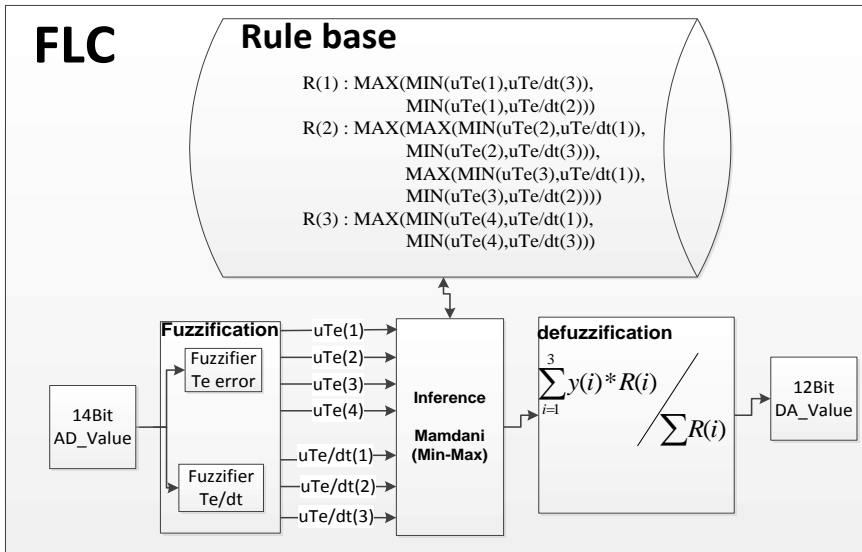 FLC
Rule base
R(1) : MAX(MIN(uTe(1),uTe/dt(3)),
MIN(uTe(1),uTe/dt(2)))
R(2) : MAX(MAX(MIN(uTe(2),uTe/dt(1)),
MIN(uTe(2),uTe/dt(3))),
MAX(MIN(uTe(3),uTe/dt(1)),
MIN(uTe(3),uTe/dt(2))))
R(3) : MAX(MIN(uTe(4),uTe/dt(1)),
MIN(uTe(4),uTe/dt(3)))
14Bit
AD_Value
Fuzzification
Fuzzifier
Te error
Fuzzifier
Te/dt
uTe(1)
uTe(2)
uTe(3)
uTe(4)
uTe/dt(1)
uTe/dt(2)
uTe/dt(3)
Inference
Mamdani
(Min-Max)
defuzzification
3
∑ y(i)*R(i)
i=1
∑ R(i)
12Bit
DA_Value